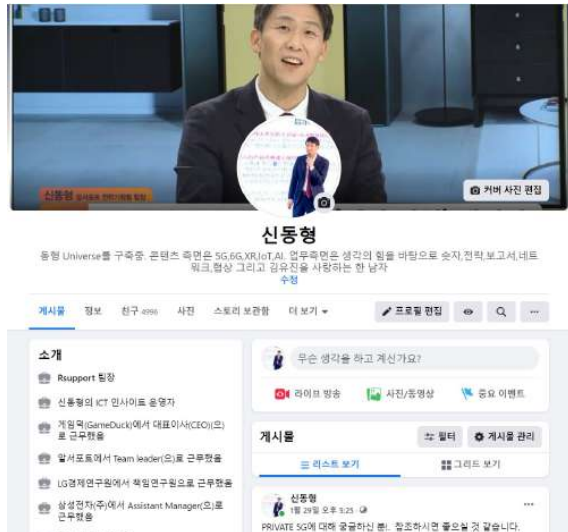 신동형
커버 사진 편집
신동형
동형 Universe를 구축중. 콘텐츠 측면은 5G,6G,XR,IoT,AI. 업무측면은 생각의 힘을 바탕으로 숫자,전략,보고서,네트
워크,협상 그리고 김유진을 사랑하는 한 남자
수정
게시물 정보 친구 4996 사진 스토리 보관함 더 보기
프로필 편집
소개
Rsupport 팀장
신동형의 ICT 인사이트 운영자
게임덕(GameDuck)에서 대표이사(CEO)(으)
로 근무했음
알서포트에서 Team leader(으)로 근무했음
LG경제연구원에서 책임연구원으로 근무했음
삼성전자(주)에서 Assistant Manager(으)로
근무했음
무슨 생각을 하고 계신가요?
라이브 방송 사진/동영상 중요 이벤트
게시물 필터 게시물 관리
리스트 보기 그리드 보기
신동형
1월 29일 오후 5:25
PRIVATE 5G에 대해 궁금하신 분!. 참조하시면 좋으실 것 같습니다.